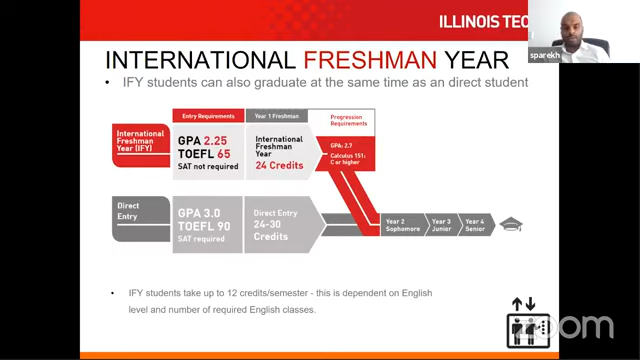 ILLINOIS TEC
sparekh
INTERNATIONAL FRESHMAN YEAR
• IFY students can also graduate at the same time as an direct student
Entry Requirements
Year 1 Freshman
Progression
Requirements
International
Freshman
Year (IFY)
GPA 2.25
TOEFL 65
SAT not required
International
Freshman
Year
24 Credits
GPA: 2.7
Calculus 151:
C or higher
Direct
Entry
GPA 3.0
TOEFL 90
SAT required
Direct Entry
24-30
Credits
Year 2
Sophomore
Year 3
Junior
Year 4
Senior
• IFY students take up to 12 credits/semester - this is dependent on English
level and number of required English classes.
zoom